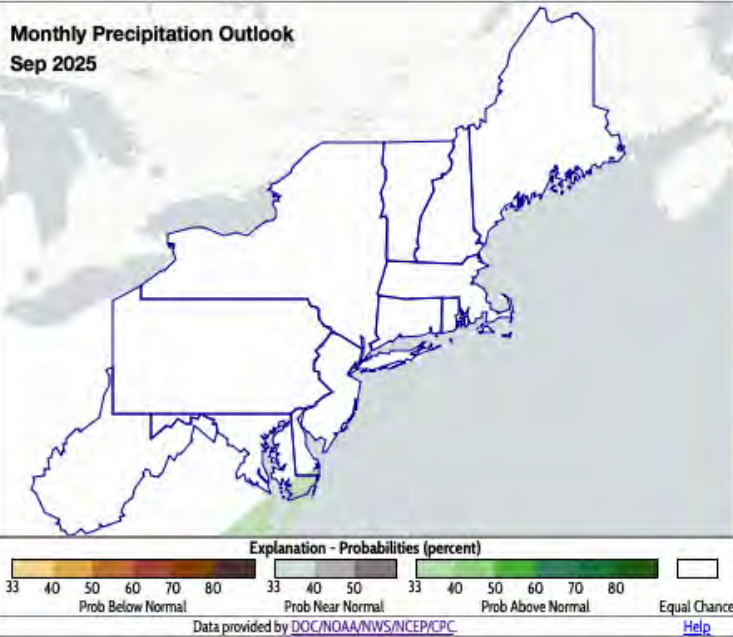 Monthly Precipitation Outlook
Sep 2025
Explanation - Probabilities (percent)
33 40 50 60 70 80 33 40 50 33 40 50 60 70 80
Prob Below Normal Prob Near Normal Prob Above Normal Equal Chance
Data provided by DOC/NOAA/NWS/NCEP/CPC Help